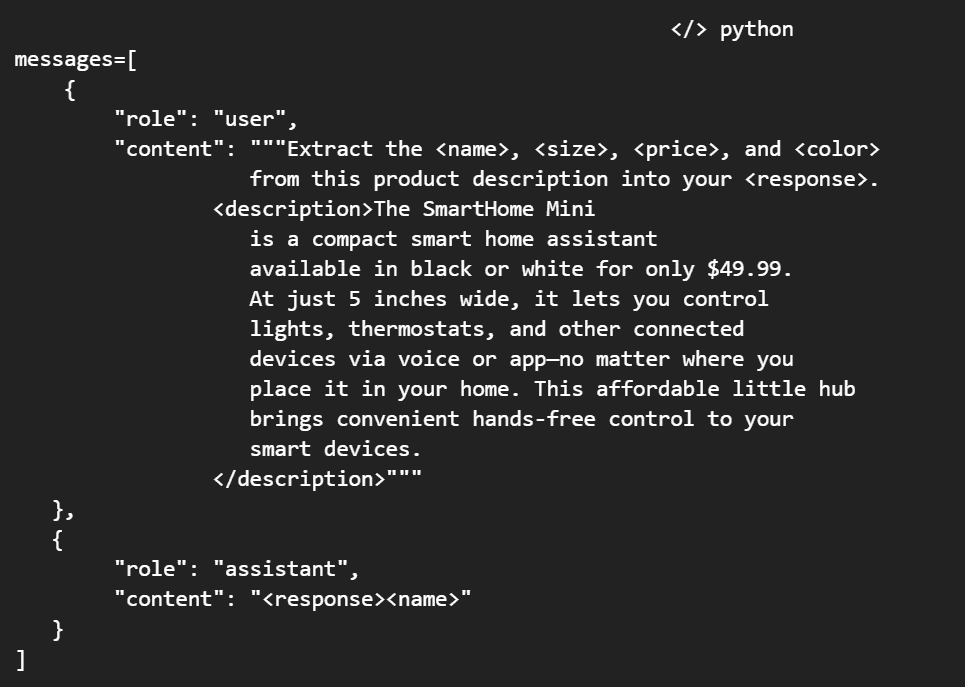 </> python
messages=[
    {
        "role": "user",
        "content": """Extract the <name>, <size>, <price>, and <color>
                   from this product description into your <response>.
                <description>The SmartHome Mini
                   is a compact smart home assistant
                   available in black or white for only $49.99.
                   At just 5 inches wide, it lets you control
                   lights, thermostats, and other connected
                   devices via voice or app—no matter where you
                   place it in your home. This affordable little hub
                   brings convenient hands-free control to your
                   smart devices.
                </description>"""
   },
   {
        "role": "assistant",
        "content": "<response><name>"
   }
]